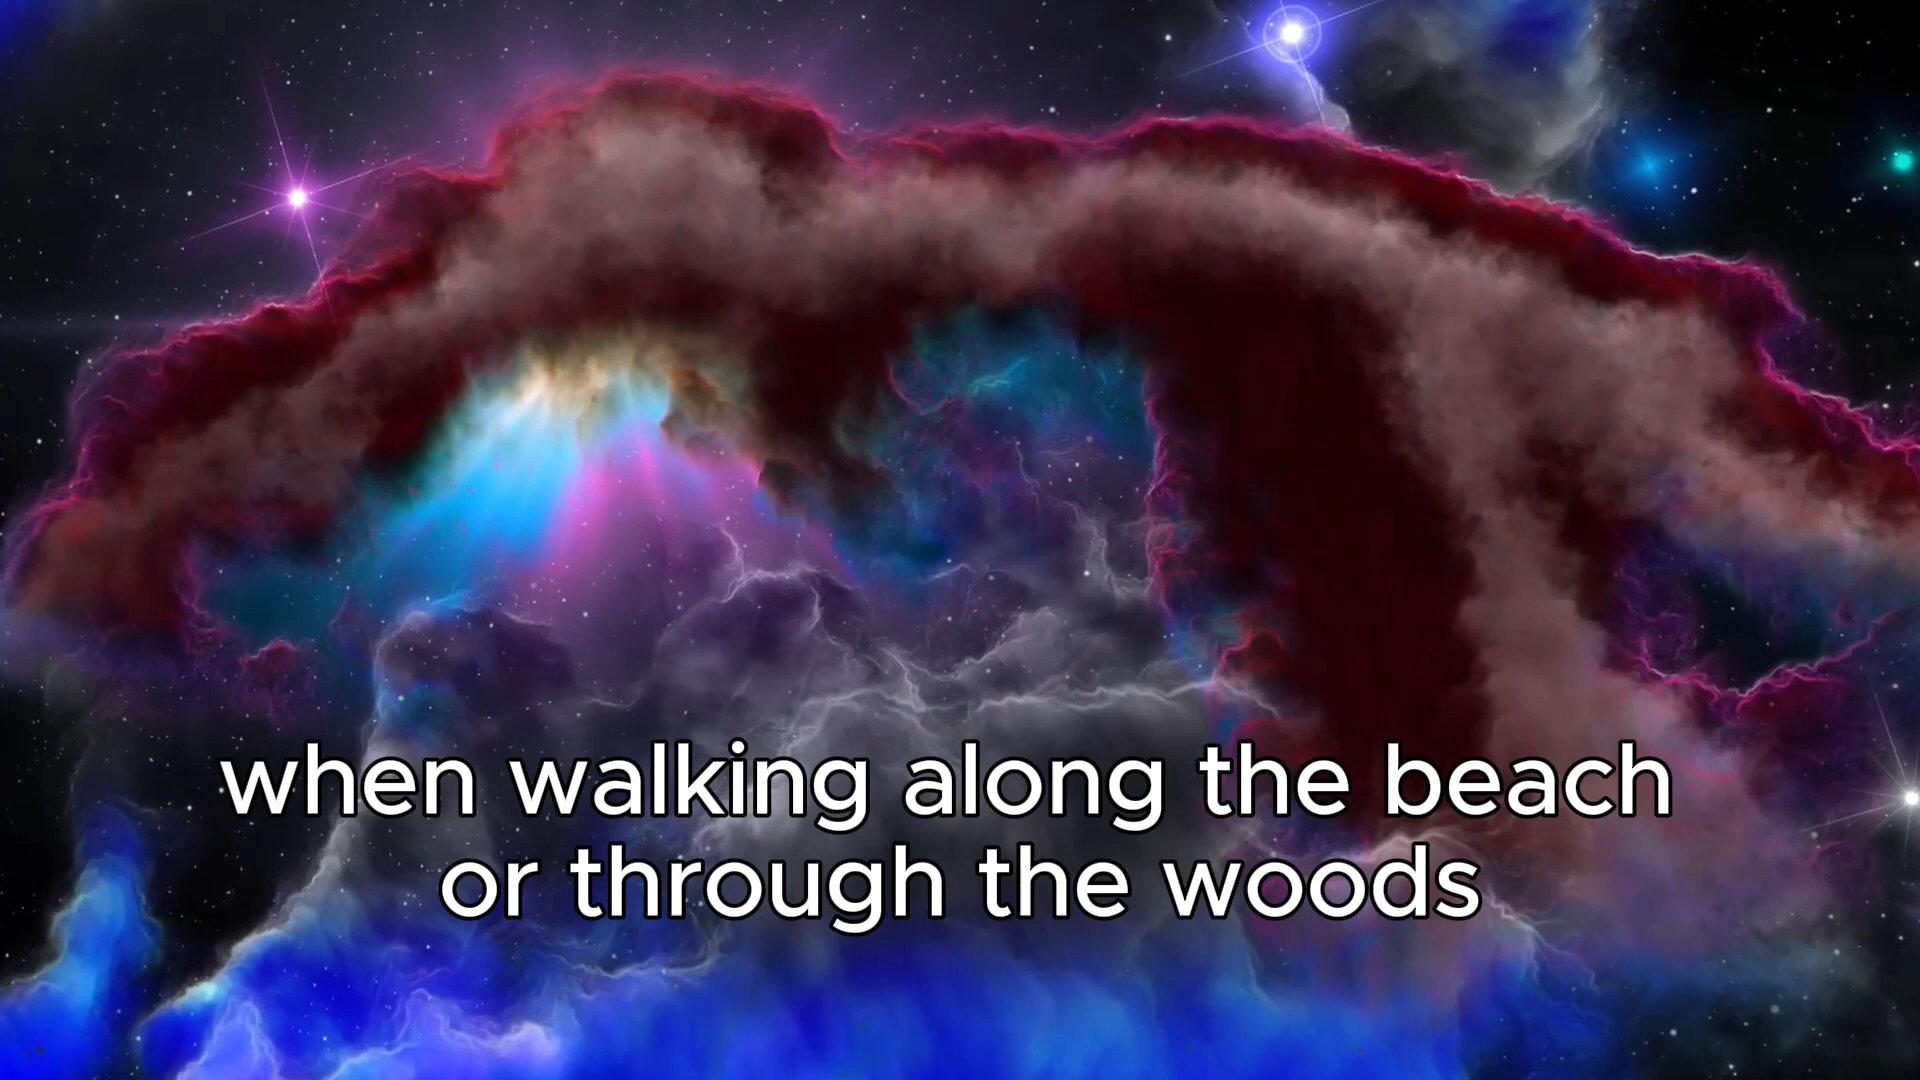 when walking along the beach
or through the woods